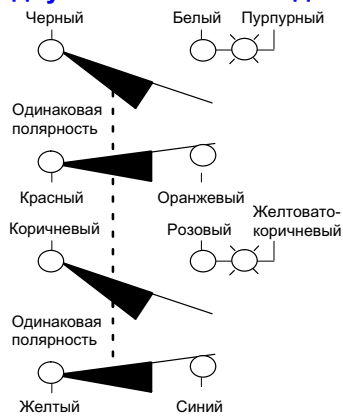 Черный Белый Пурпурный
Одинаковая
полярность
Красный Оранжевый
Коричневый Розовый Желтовато-
коричневый
Одинаковая
полярность
Желтый Синий